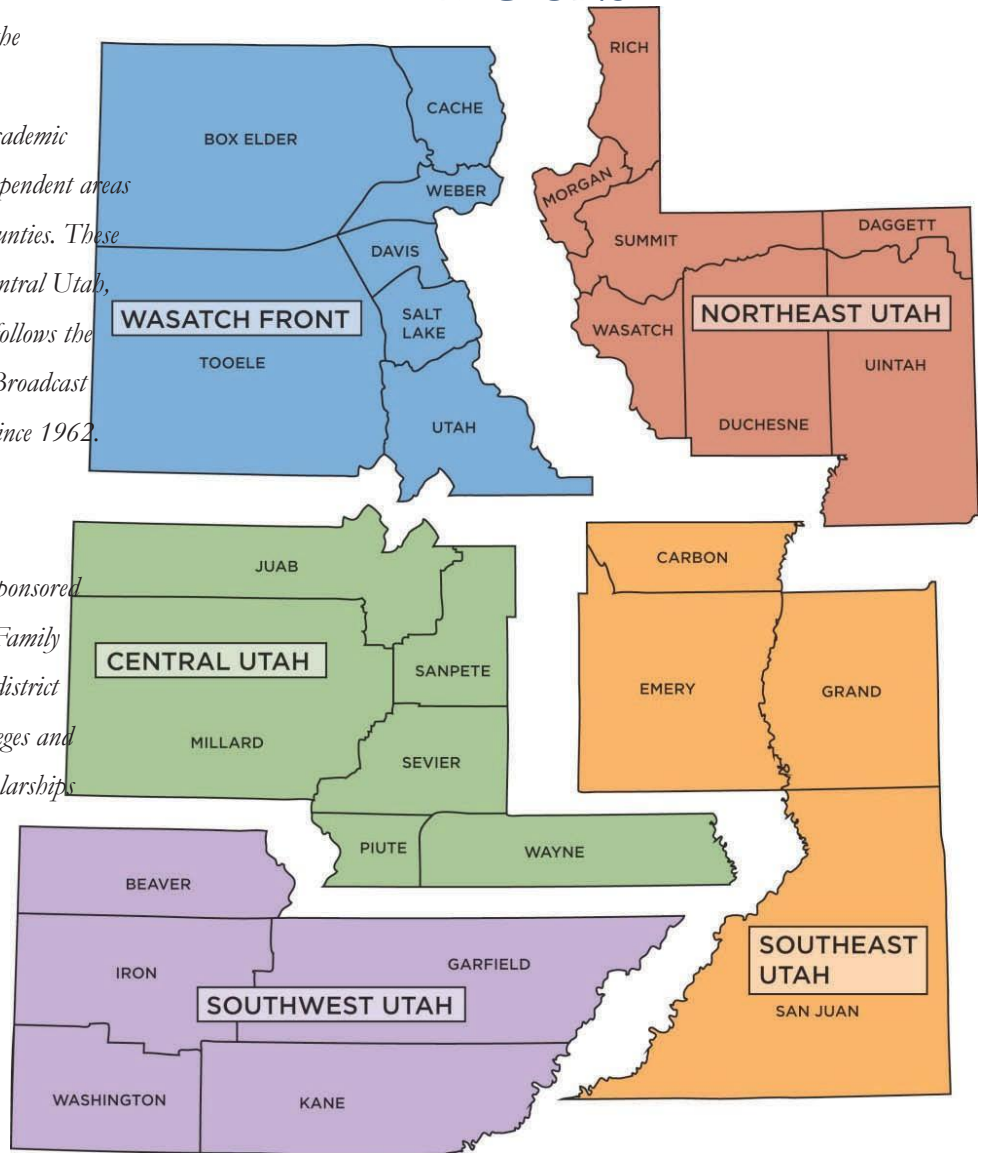 the
RICH
CACHE
ademic
BOX ELDER
pendent areas
WEBER
MORGAN
unties. These
DAVIS
SUMMIT
DAGGETT
ntral Utah,
WASATCH FRONT
SALT
LAKE
WASATCH
NORTHEAST UTAH
follows the
TOOELE
UINTAH
Broadcast
UTAH
DUCHESNE
ince 1962.
JUAB
CARBON
ponsored
Family
CENTRAL UTAH
SANPETE
EMERY
GRAND
district
MILLARD
eges and
SEVIER
larships
PIUTE
WAYNE
BEAVER
SOUTHEAST
UTAH
IRON
GARFIELD
SOUTHWEST UTAH
SAN JUAN
WASHINGTON
KANE